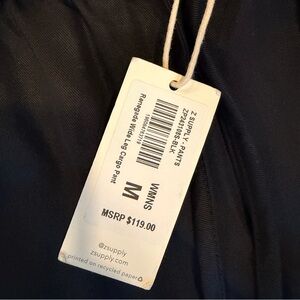 Z SUPPLY - PANTS
ZP241709S-BLK
Renegade Wide Leg Cargo Pant
WMNS
M
MSRP $119.00
@zsupply
zsupply.com
printed on recycled paper